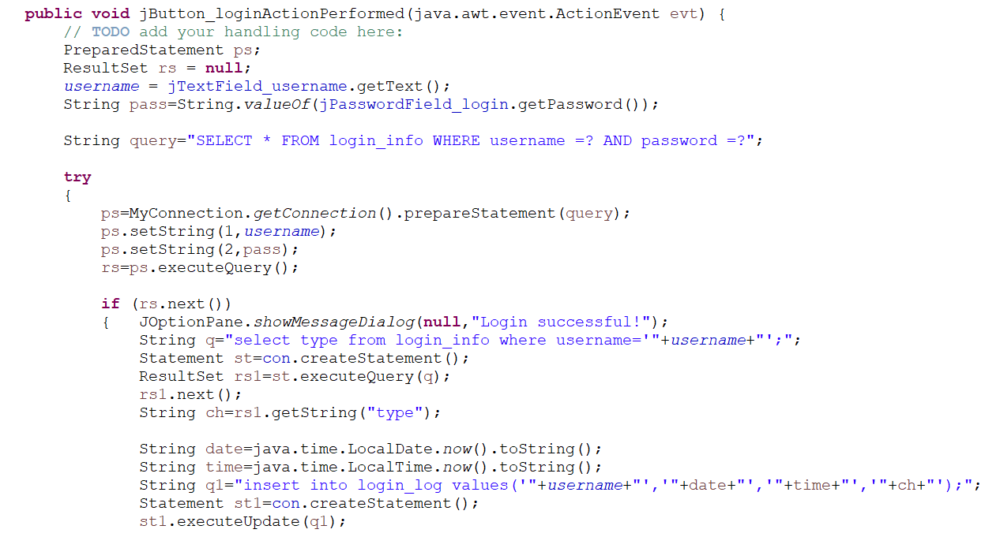 public void jButton_loginActionPerformed(java.awt.event.ActionEvent evt) {
// TODO add your handling code here:
PreparedStatement ps;
ResultSet rs = null;
username = jTextField_username.getText();
String pass=String.valueOf(jPasswordField_login.getPassword());
String query="SELECT * FROM login_info WHERE username =? AND password =?";
try
{
ps=MyConnection.getConnection().prepareStatement(query);
ps.setString(1,username);
ps.setString(2,pass);
rs=ps.executeQuery();
if (rs.next())
{   JOptionPane.showMessageDialog(null,"Login successful!");
String q="select type from login_info where username='"+username+"';";
Statement st=con.createStatement();
ResultSet rs1=st.executeQuery(q);
rs1.next();
String ch=rs1.getString("type");
String date=java.time.LocalDate.now().toString();
String time=java.time.LocalTime.now().toString();
String q1="insert into login_log values('"+username+"','"+date+"','"+time+"','"+ch+"');";
Statement st1=con.createStatement();
st1.executeUpdate(q1);